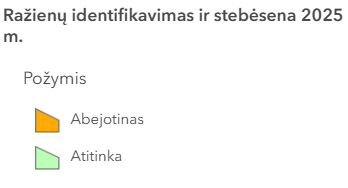 Ražienų identifikavimas ir stebėsena 2025
m.
Požymis
Abejotinas
Atitinka